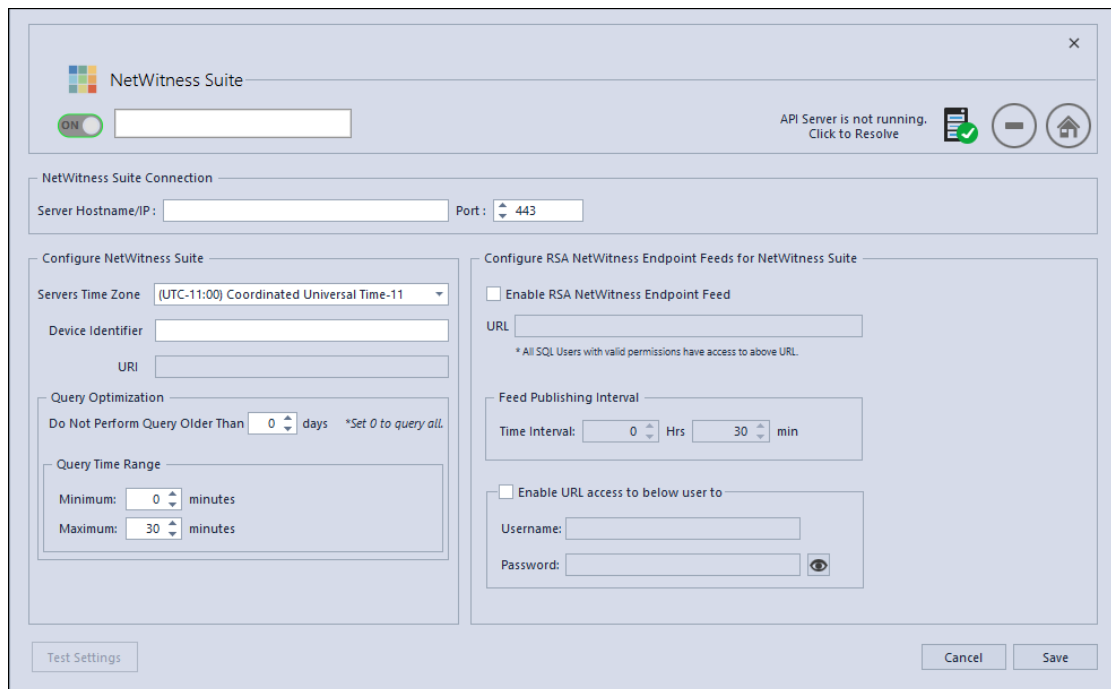 NetWitness Suite
ON
API Server is not running.
Click to Resolve
NetWitness Suite Connection
Server Hostname/IP : Port : 443
Configure NetWitness Suite
Servers Time Zone (UTC-11:00) Coordinated Universal Time-11
Device Identifier
URI
Query Optimization
Do Not Perform Query Older Than 0 days *Set 0 to query all.
Query Time Range
Minimum: 0 minutes
Maximum: 30 minutes
Configure RSA NetWitness Endpoint Feeds for NetWitness Suite
Enable RSA NetWitness Endpoint Feed
URL
* All SQL Users with valid permissions have access to above URL.
Feed Publishing Interval
Time Interval: 0 Hrs 30 min
Enable URL access to below user to
Username:
Password:
Test Settings
Cancel Save